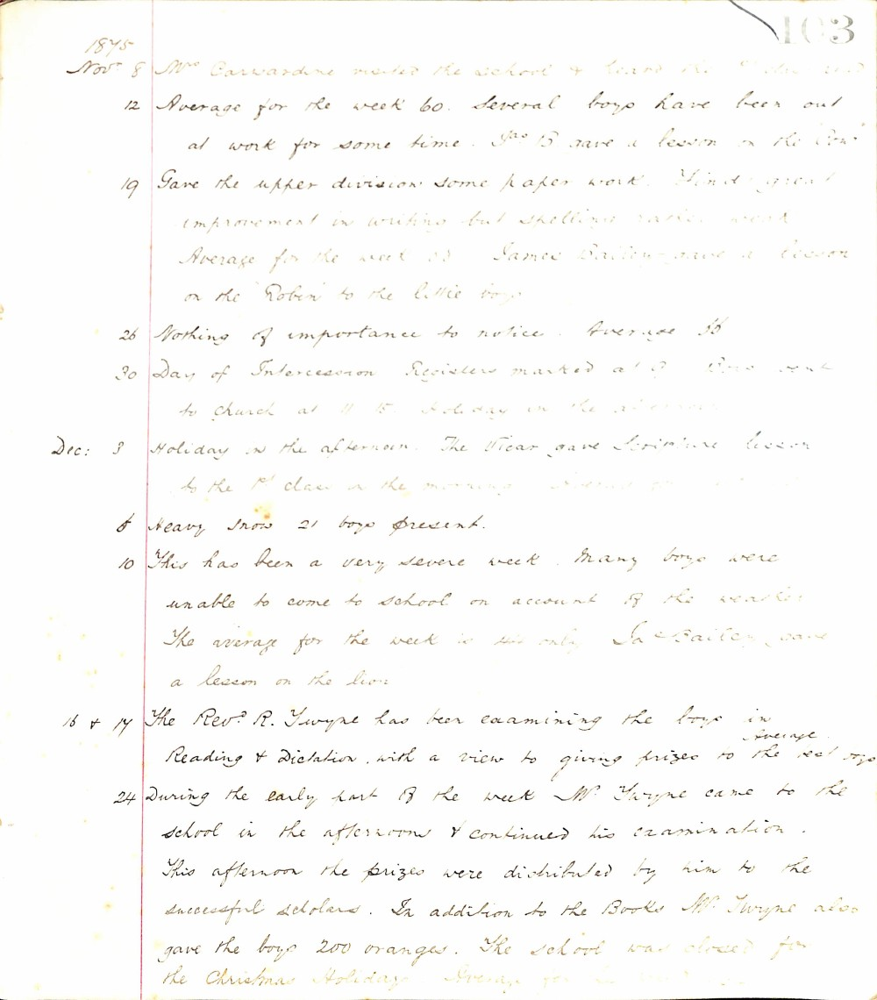 103
1875
Nov. 8 Mrs Carwardine visited the school & heard the
12 Average for the week 60. Several boys have been out
at work for some time. Jas B gave a lesson on the Cow
19 Gave the upper division some paper work. Find great
improvement in writing but spelling rather weak
Average for the week James Bailey gave a lesson
on the Robin to the little boys
26 Nothing of importance to notice. Average 56
30 Day of Intercession Registers marked at 9 Boys went
to Church at 11 15. Holiday in the afternoon
Dec: 3 Holiday in the afternoon. The Vicar gave Scripture lesson
to the 1st class in the morning
6 Heavy snow 21 boys present.
10 This has been a very severe week. Many boys were
unable to come to school on account of the weather
The average for the week is only Jas Bailey gave
a lesson on the lion
16 & 17 The Revd R. Twyne has been examining the boys in
Average
Reading & Dictation, with a view to giving prizes to the best boys
24 During the early part of the week Mr Twyne came to the
school in the afternoons & continued his examination.
This afternoon the prizes were distributed by him to the
successful scholars. In addition to the Books Mr Twyne also
gave the boys 200 oranges. The school was closed for
the Christmas Holidays Average for